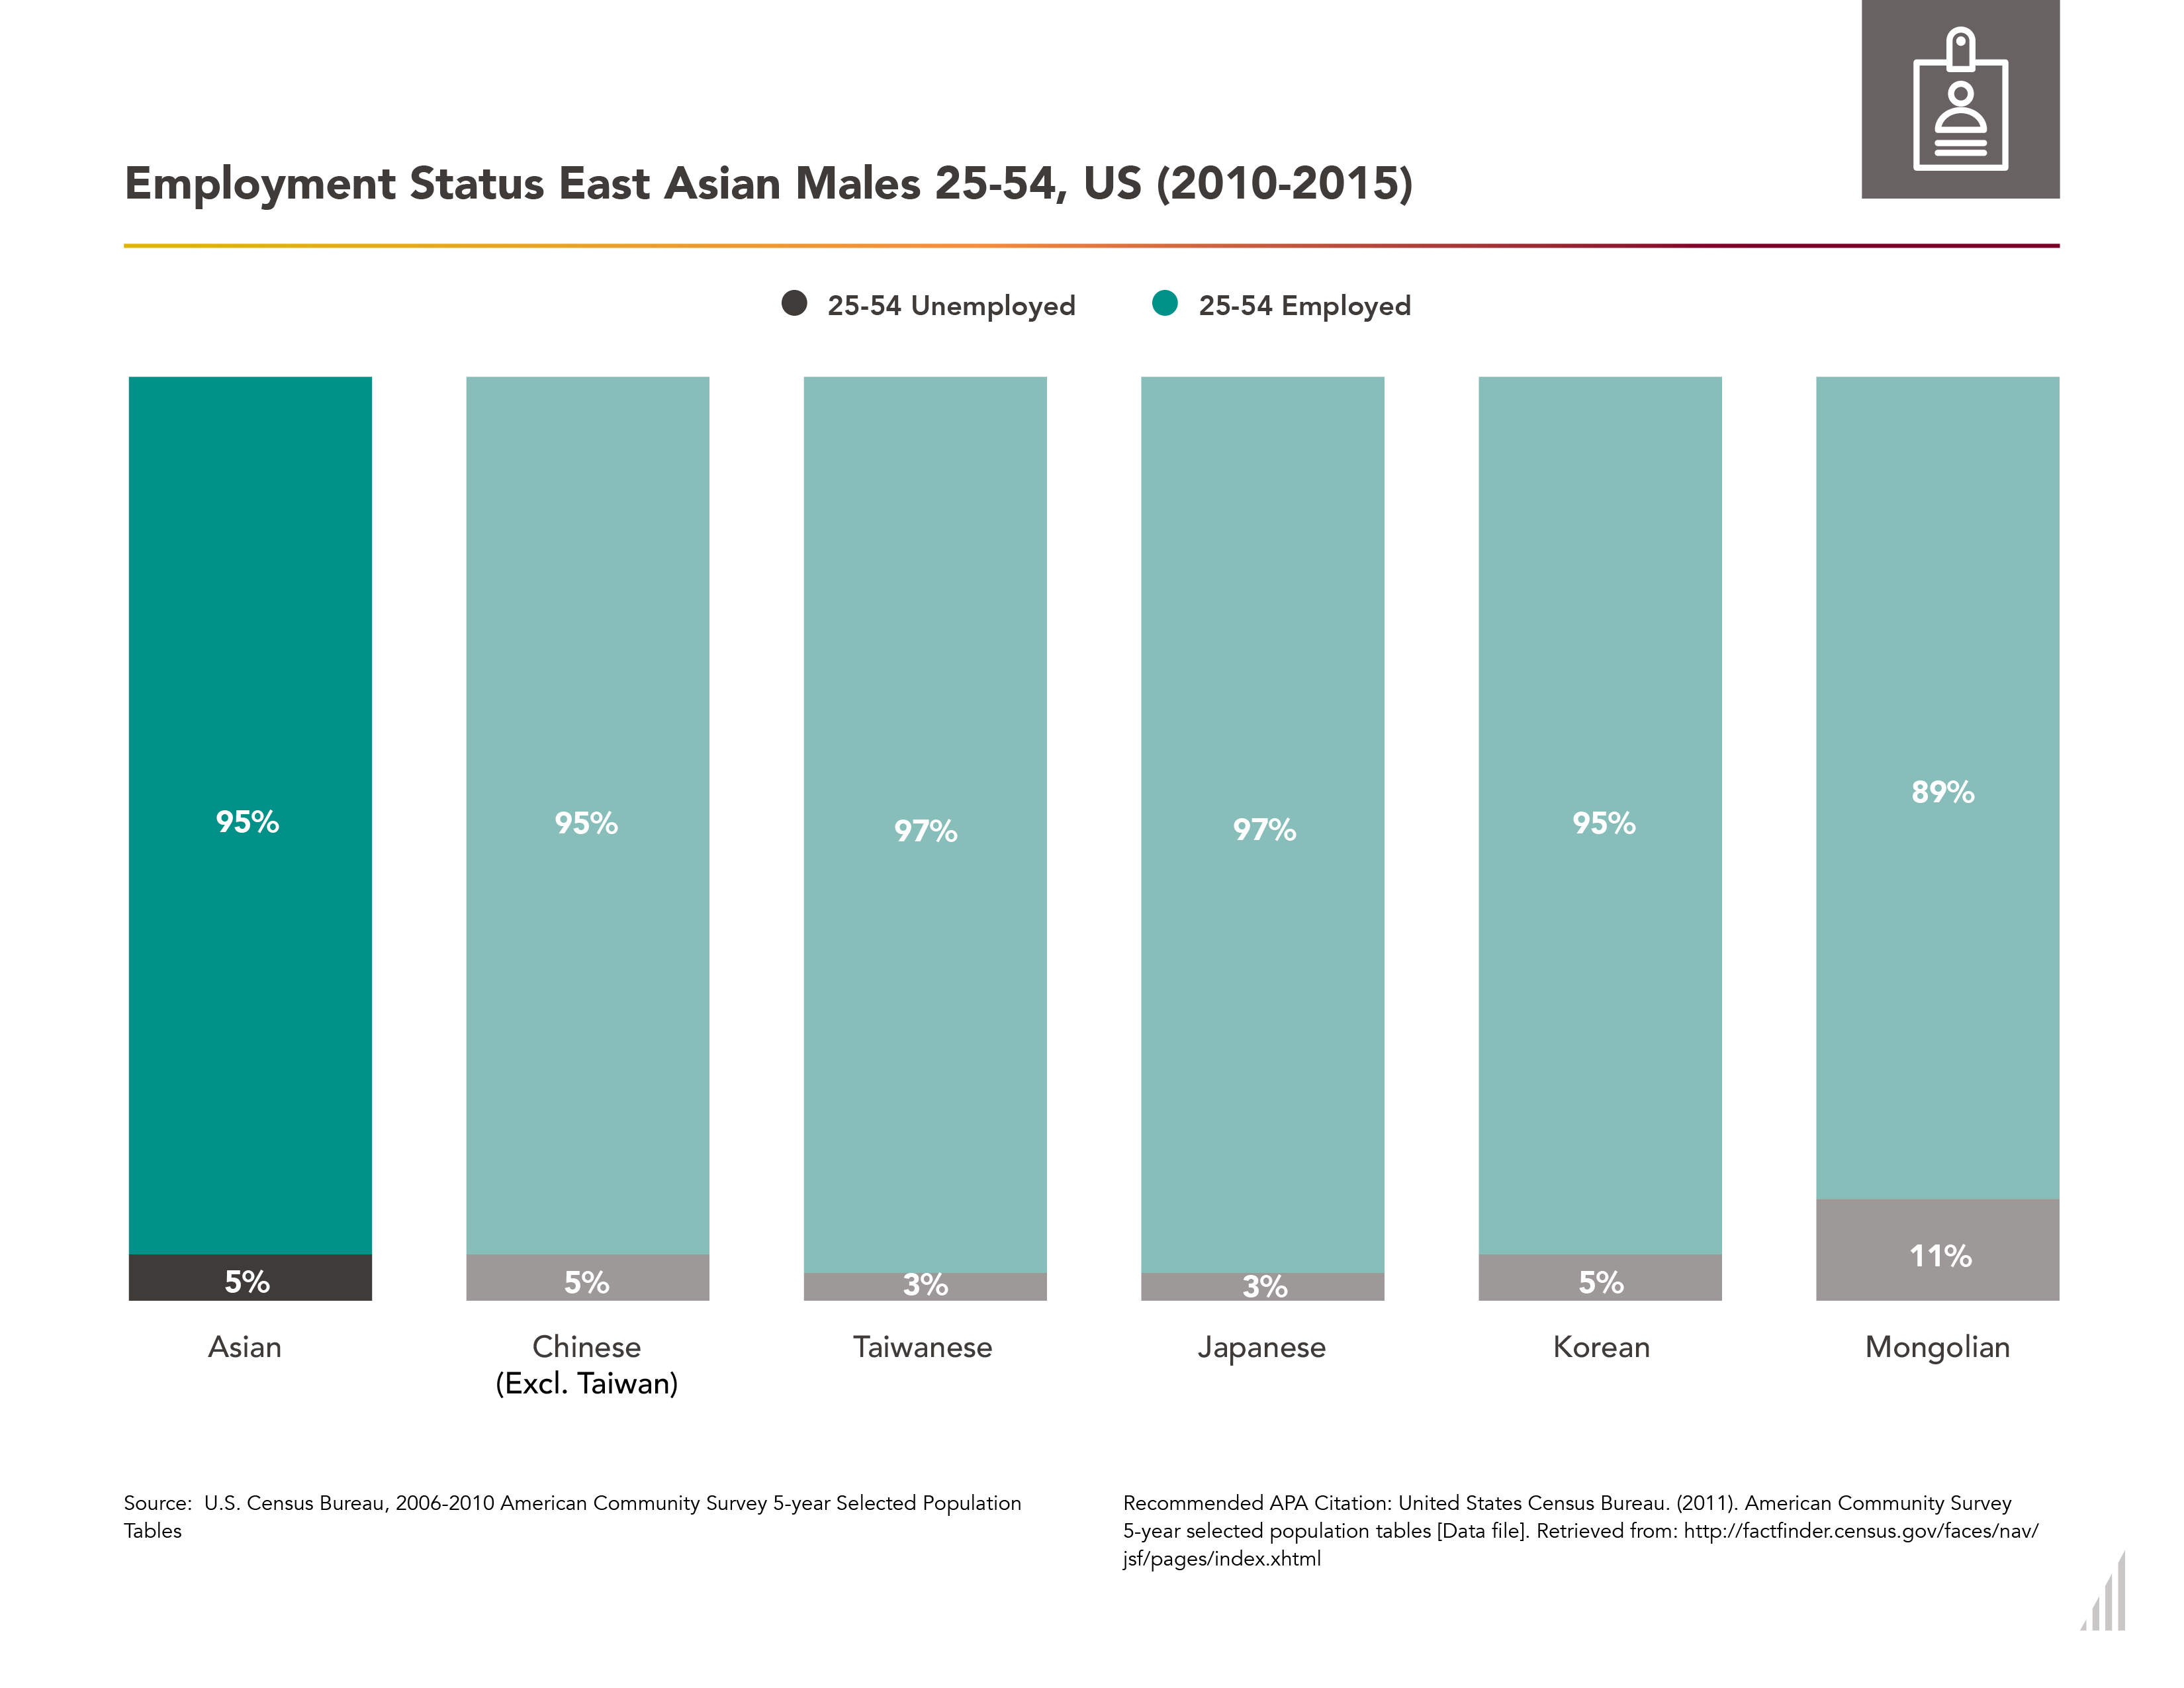 Employment Status East Asian Males 25-54, US (2010-2015)
25-54 Unemployed
25-54 Employed
95%
95%
97%
97%
95%
89%
5%
5%
3%
3%
5%
11%
Asian
Chinese
(Excl. Taiwan)
Taiwanese
Japanese
Korean
Mongolian
Source:  U.S. Census Bureau, 2006-2010 American Community Survey 5-year Selected Population
Tables
Recommended APA Citation: United States Census Bureau. (2011). American Community Survey
5-year selected population tables [Data file]. Retrieved from: http://factfinder.census.gov/faces/nav/
jsf/pages/index.xhtml